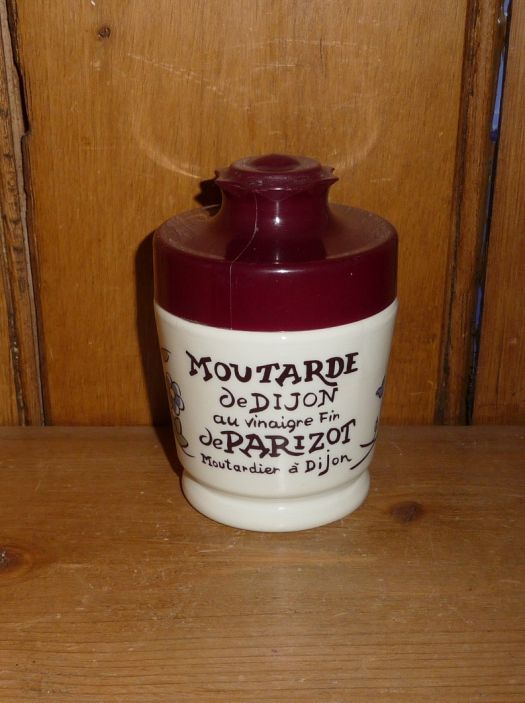 MOUTARDE
de DIJON
au vinaigre Fin
de PARIZOT
Moutardier à Dijon